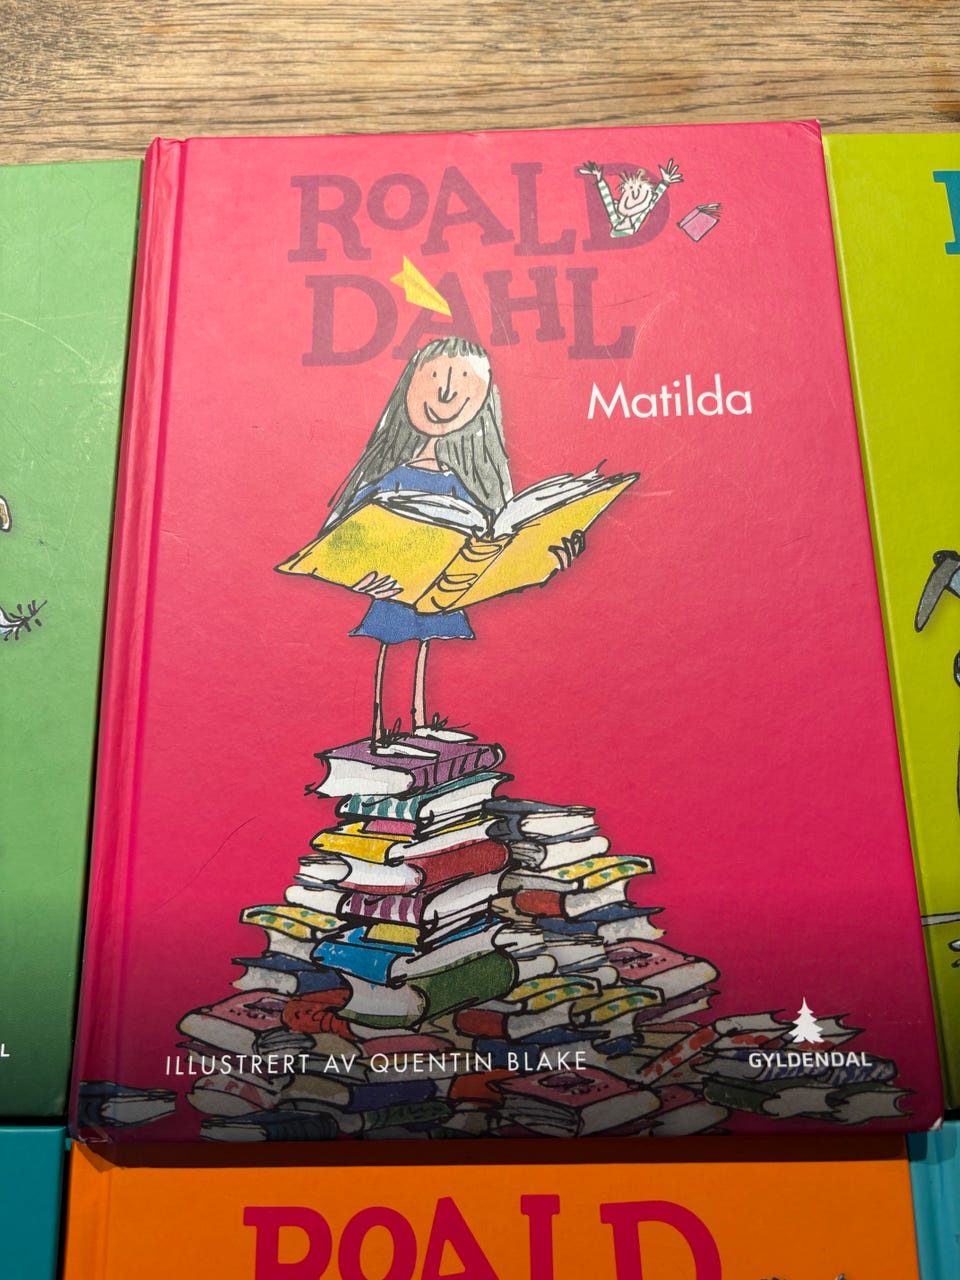 ROALD
DAHL
Matilda
ILLUSTRERT AV QUENTIN BLAKE
GYLDENDAL
L
ROALD